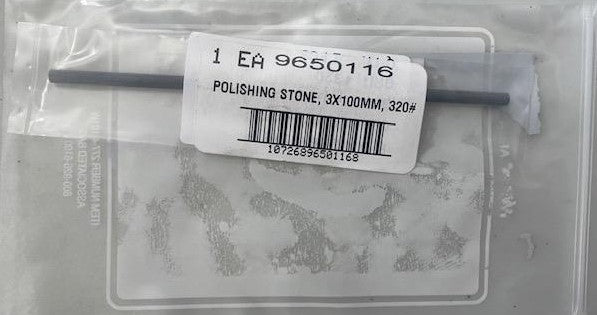 1 EA 9650116
POLISHING STONE, 3X100MM, 320#
10726896501168